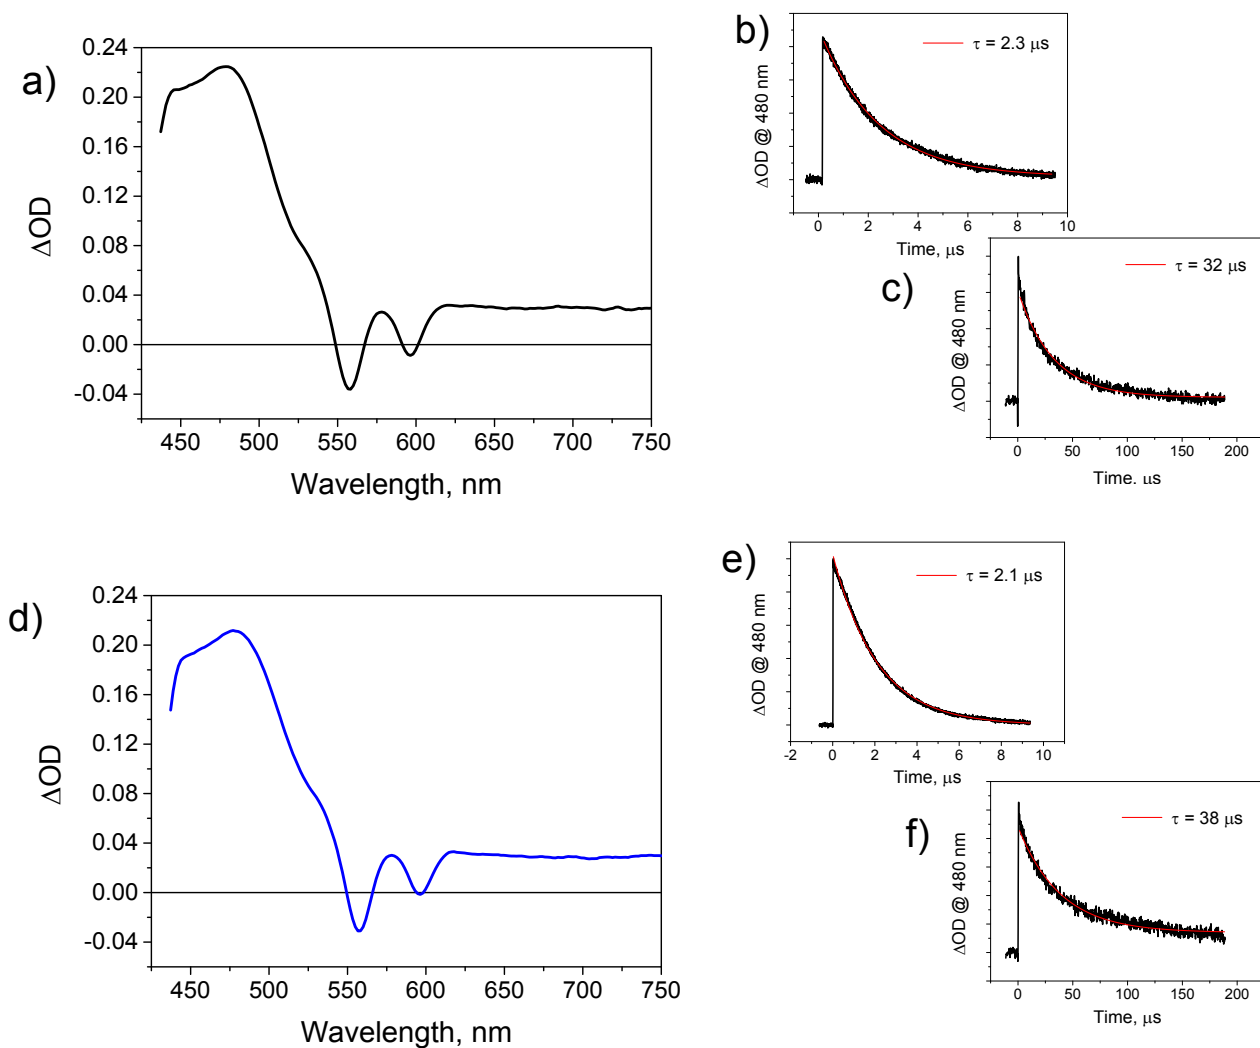 a)
0.24
0.20
0.16
0.12
0.08
0.04
0.00
-0.04
ΔOD
450 500 550 600 650 700 750
Wavelength, nm
b)
τ = 2.3 μs
ΔOD @ 480 nm
0 2 4 6 8 10
Time, μs
c)
τ = 32 μs
ΔOD @ 480 nm
0 50 100 150 200
Time. μs
d)
0.24
0.20
0.16
0.12
0.08
0.04
0.00
-0.04
ΔOD
450 500 550 600 650 700 750
Wavelength, nm
e)
τ = 2.1 μs
ΔOD @ 480 nm
-2 0 2 4 6 8 10
Time, μs
f)
τ = 38 μs
ΔOD @ 480 nm
0 50 100 150 200
Time, μs